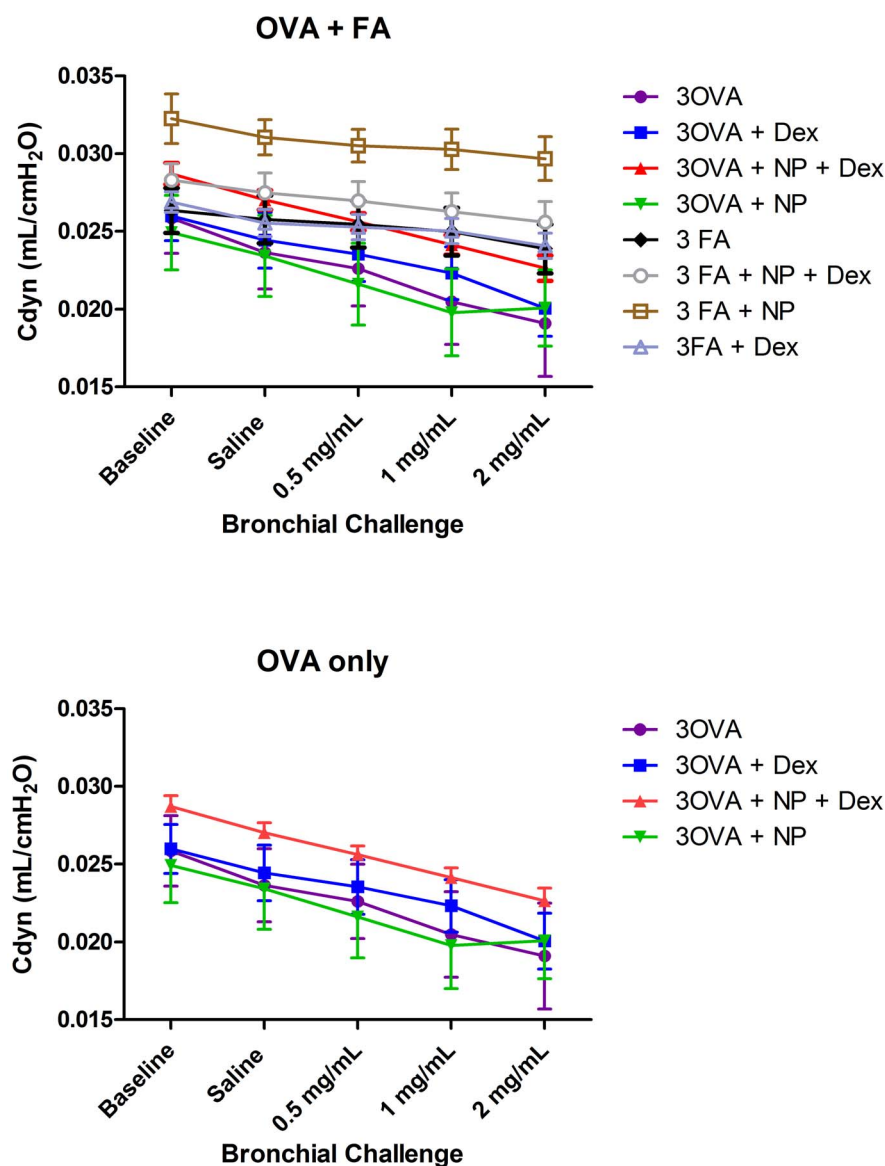 OVA + FA
0.035
0.030
0.025
0.020
0.015
Cdyn (mL/cmH₂O)
Baseline
Saline
0.5 mg/mL
1 mg/mL
2 mg/mL
Bronchial Challenge
3OVA
3OVA + Dex
3OVA + NP + Dex
3OVA + NP
3 FA
3 FA + NP + Dex
3 FA + NP
3FA + Dex
OVA only
0.035
0.030
0.025
0.020
0.015
Cdyn (mL/cmH₂O)
Baseline
Saline
0.5 mg/mL
1 mg/mL
2 mg/mL
Bronchial Challenge
3OVA
3OVA + Dex
3OVA + NP + Dex
3OVA + NP